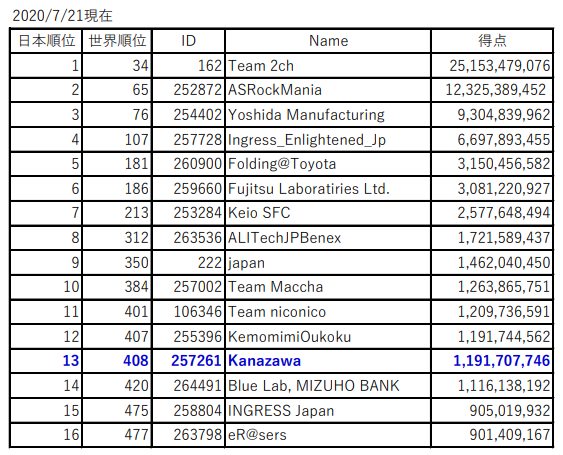 2020/7/21現在
日本順位 世界順位 ID Name 得点
1 34 162 Team 2ch 25,153,479,076
2 65 252872 ASRockMania 12,325,389,452
3 76 254402 Yoshida Manufacturing 9,304,839,962
4 107 257728 Ingress_Enlightened_Jp 6,697,893,455
5 181 260900 Folding@Toyota 3,150,456,582
6 186 259660 Fujitsu Laboratiries Ltd. 3,081,220,927
7 213 253284 Keio SFC 2,577,648,494
8 312 263536 ALITechJPBenex 1,721,589,437
9 350 222 japan 1,462,040,450
10 384 257002 Team Maccha 1,263,865,751
11 401 106346 Team niconico 1,209,736,591
12 407 255396 KemomimiOukoku 1,191,744,562
13 408 257261 Kanazawa 1,191,707,746
14 420 264491 Blue Lab, MIZUHO BANK 1,116,138,192
15 475 258804 INGRESS Japan 905,019,932
16 477 263798 eR@sers 901,409,167